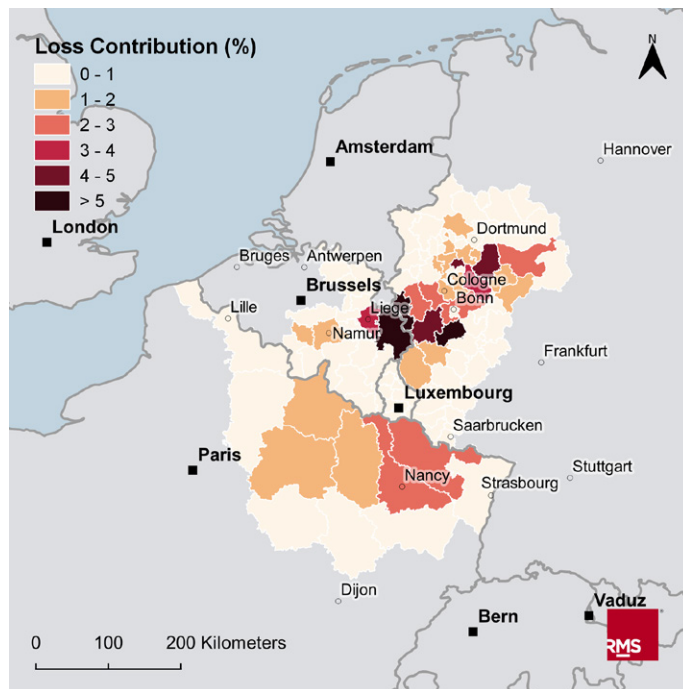 Loss Contribution (%)
0 - 1
1 - 2
2 - 3
3 - 4
4 - 5
> 5
N
Amsterdam
Hannover
London
Dortmund
Bruges
Antwerpen
Cologne
Brussels
Bonn
Lille
Liege
Namur
Frankfurt
Luxembourg
Saarbrucken
Paris
Nancy
Strasbourg
Stuttgart
Dijon
Vaduz
Bern
0 100 200 Kilometers
RMS